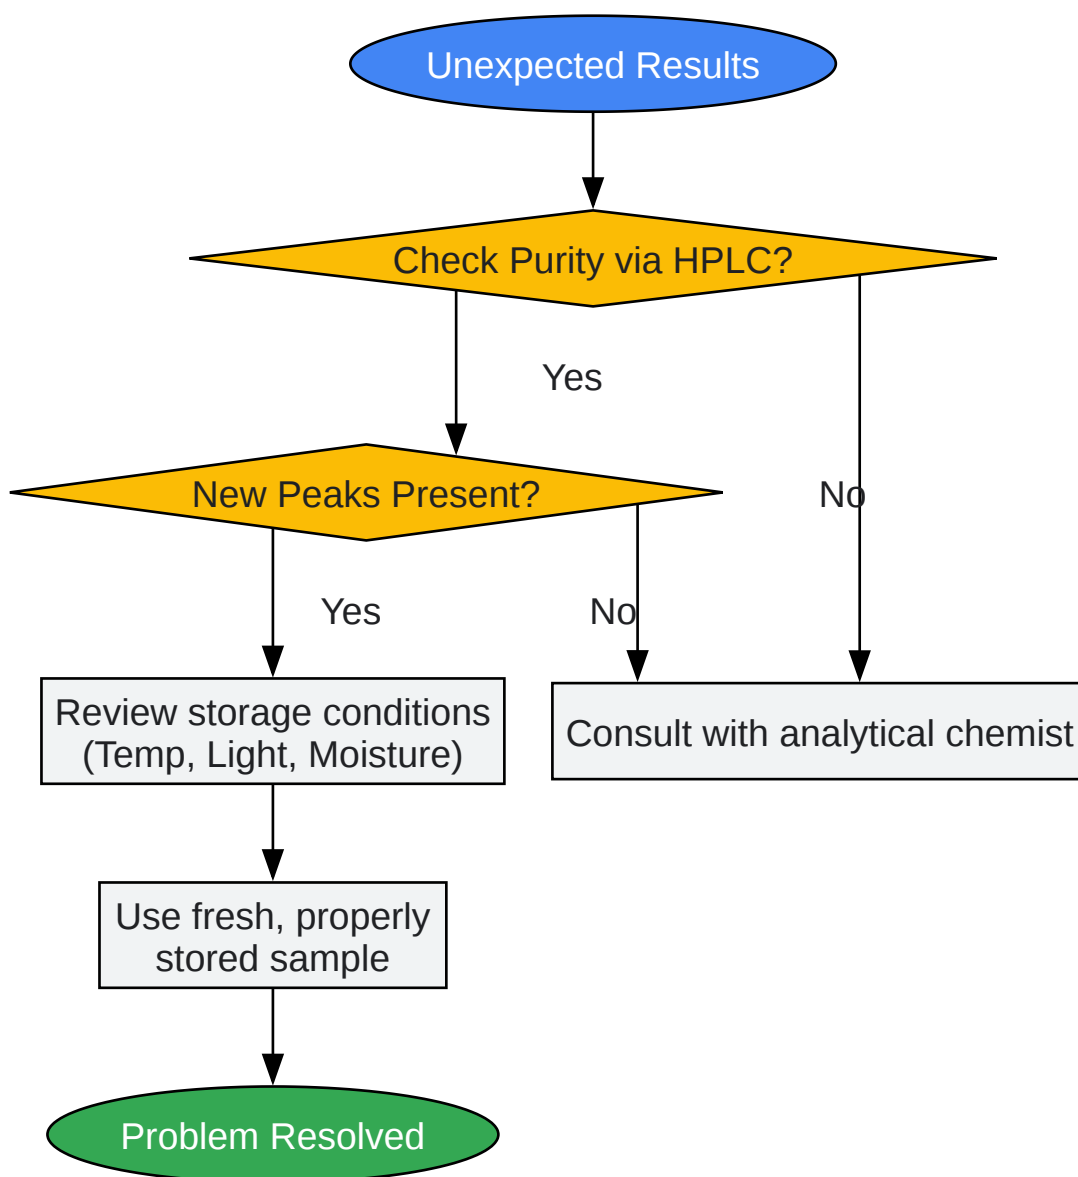 Unexpected Results
Check Purity via HPLC?
Yes
New Peaks Present?
No
Yes
No
Review storage conditions
(Temp, Light, Moisture)
Consult with analytical chemist
Use fresh, properly
stored sample
Problem Resolved